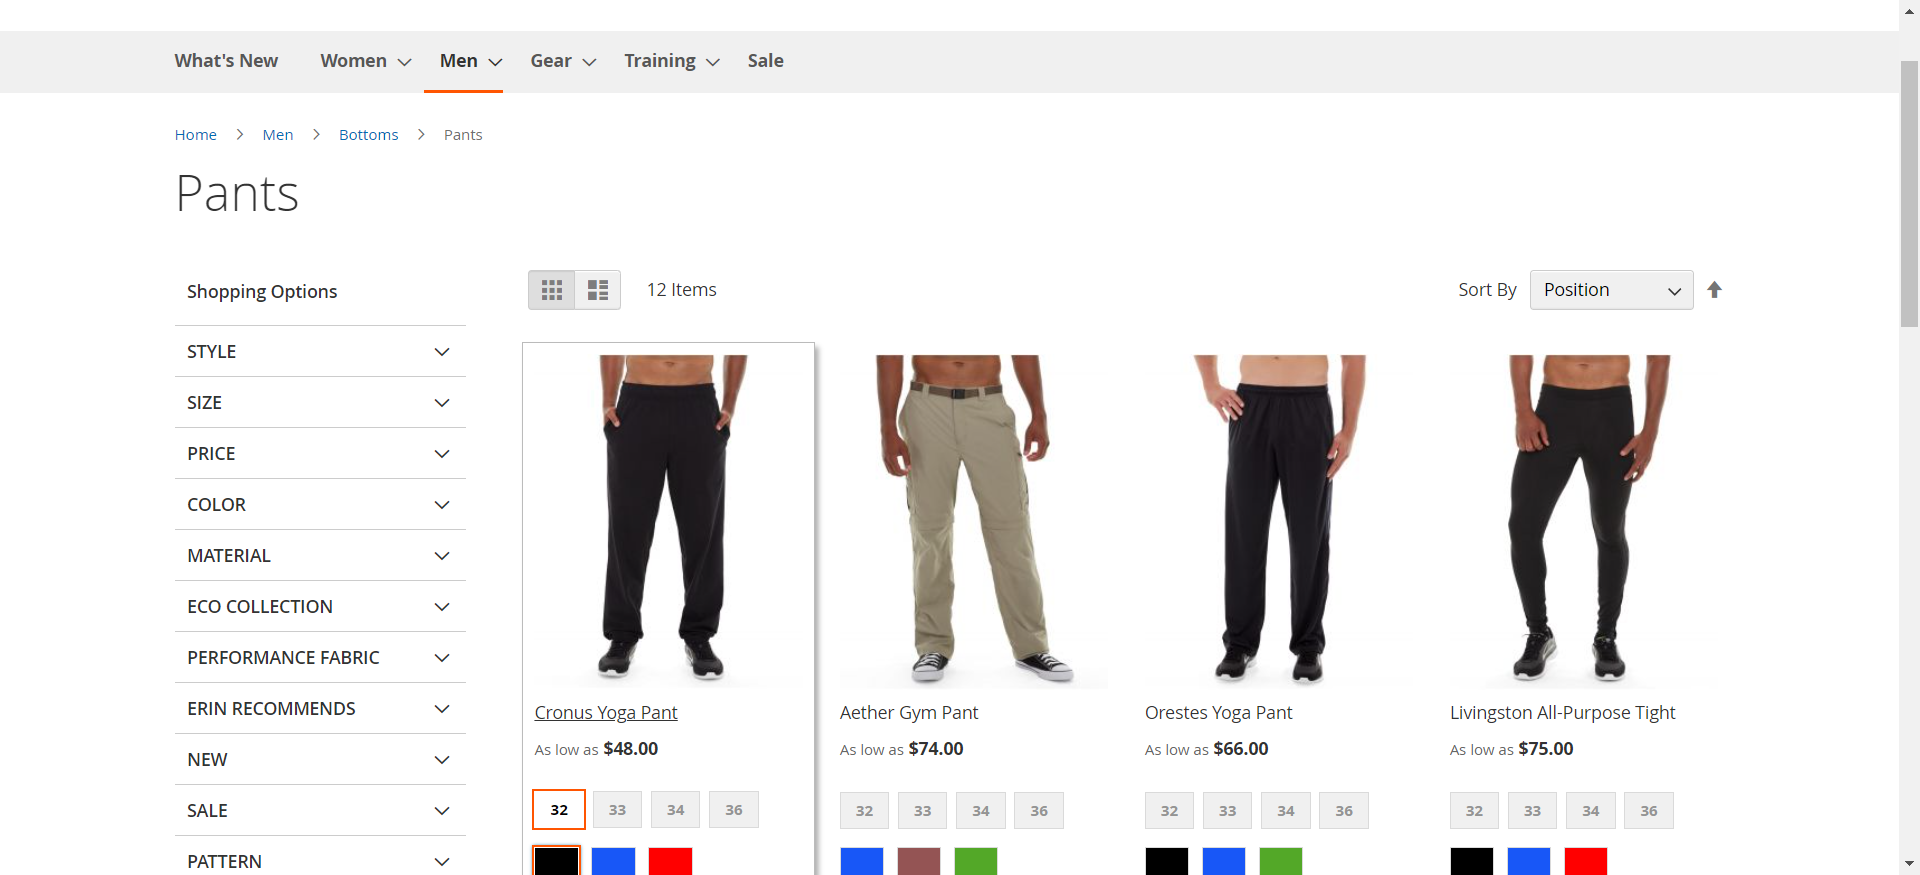 What's New Women Men Gear Training Sale
Home Men Bottoms Pants
Pants
Shopping Options
STYLE
SIZE
PRICE
COLOR
MATERIAL
ECO COLLECTION
PERFORMANCE FABRIC
ERIN RECOMMENDS
NEW
SALE
PATTERN
12 Items
Sort By Position
Cronus Yoga Pant
As low as $48.00
32 33 34 36
Aether Gym Pant
As low as $74.00
32 33 34 36
Orestes Yoga Pant
As low as $66.00
32 33 34 36
Livingston All-Purpose Tight
As low as $75.00
32 33 34 36